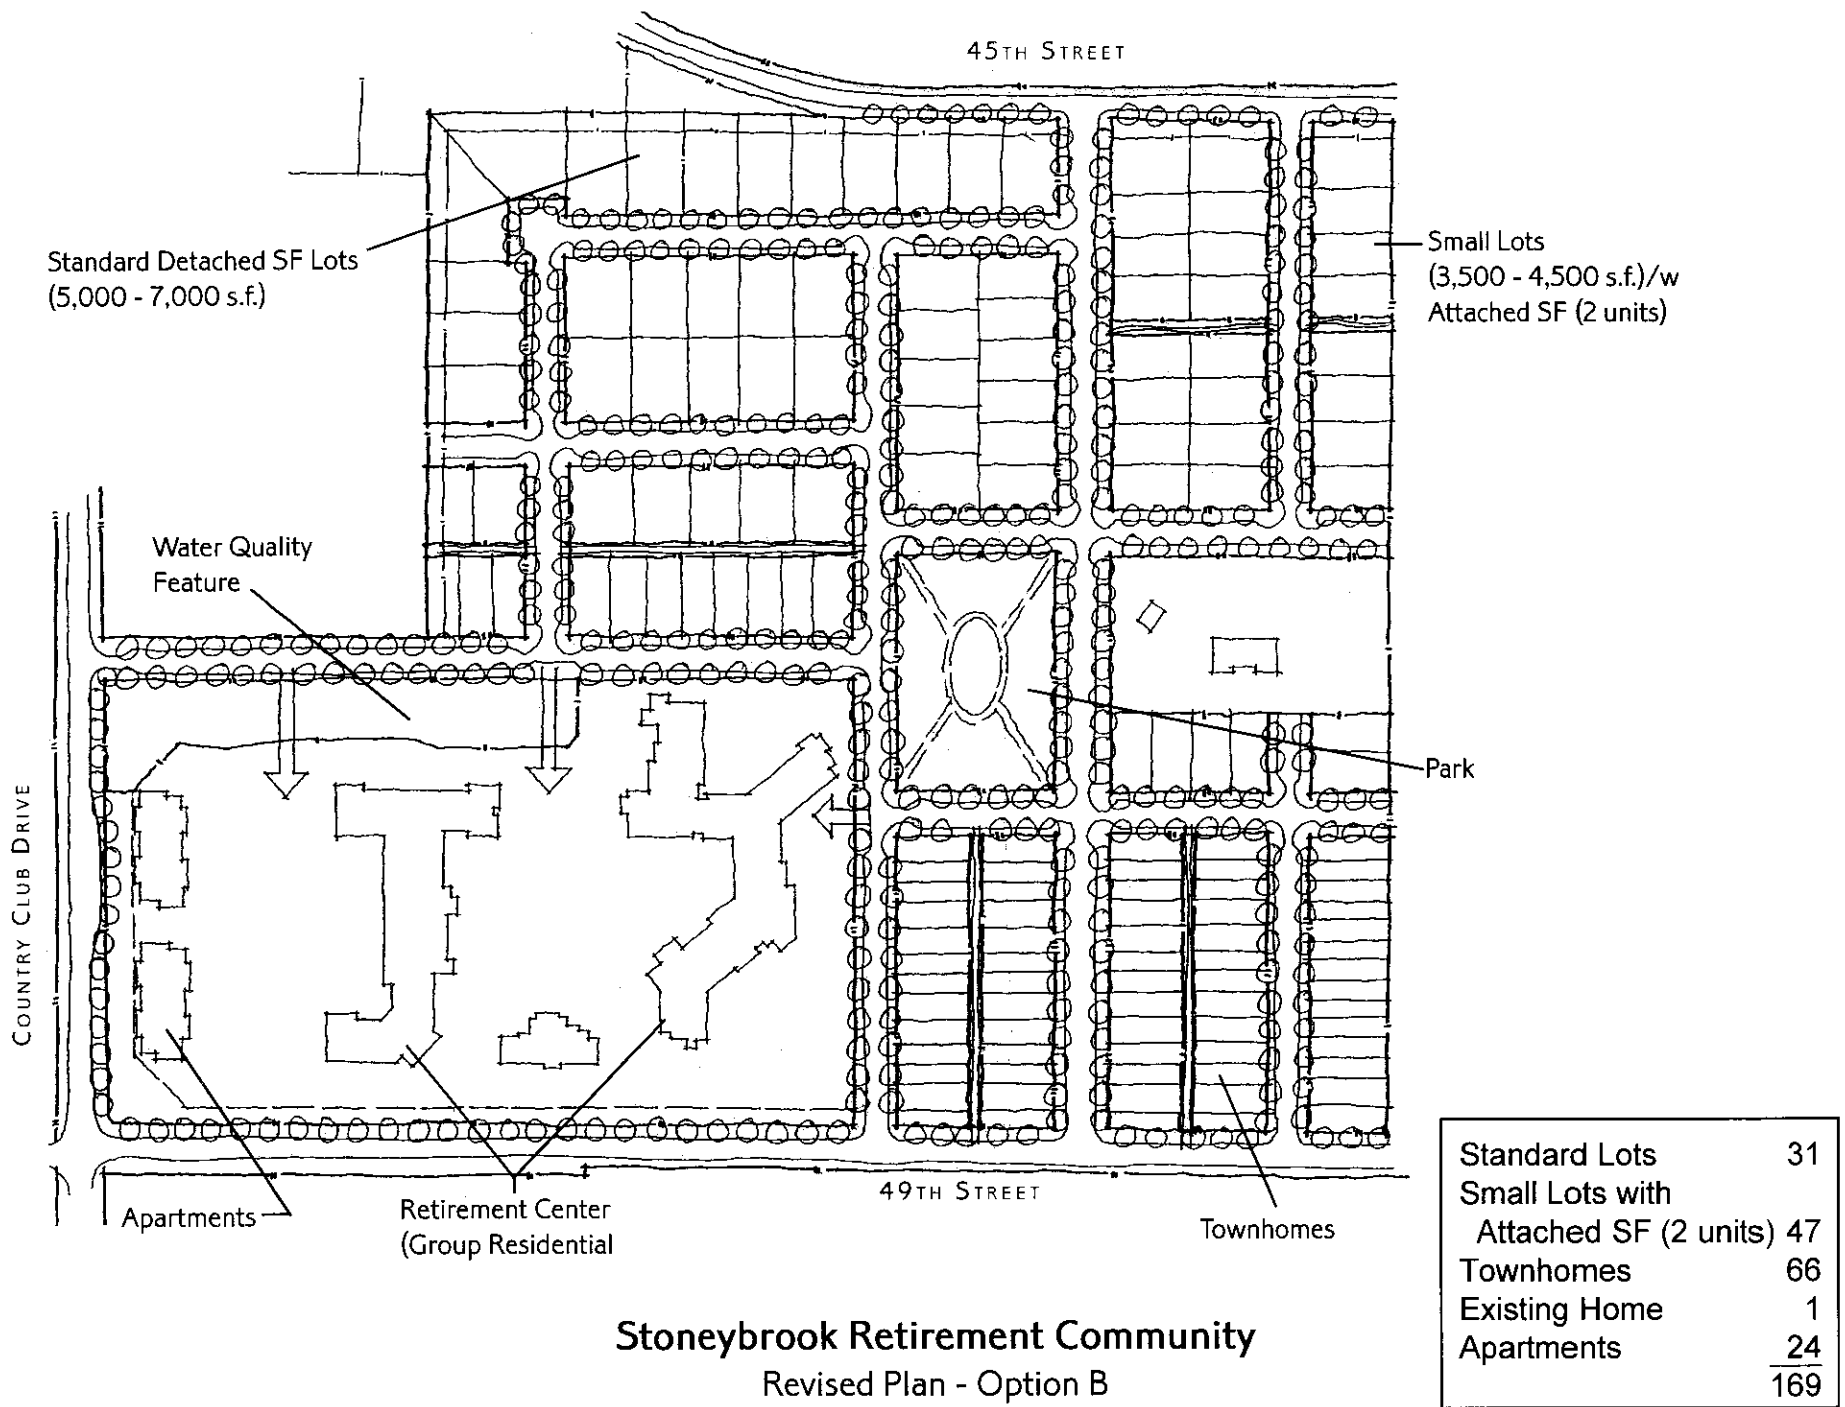 45TH STREET
Standard Detached SF Lots
(5,000 - 7,000 s.f.)
Small Lots
(3,500 - 4,500 s.f.)/w
Attached SF (2 units)
Water Quality
Feature
Park
COUNTRY CLUB DRIVE
49TH STREET
Apartments
Retirement Center
(Group Residential
Townhomes
Standard Lots 31
Small Lots with
Attached SF (2 units) 47
Townhomes 66
Existing Home 1
Apartments 24
169
Stoneybrook Retirement Community
Revised Plan - Option B